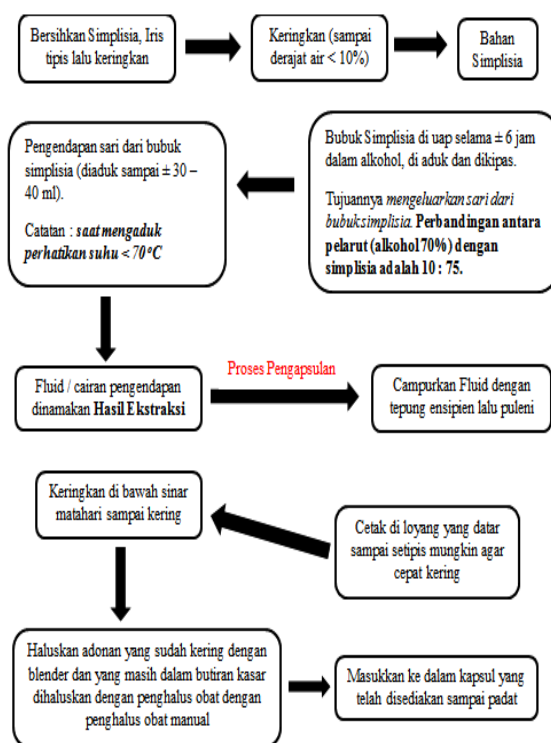 Bersihkan Simplisia, Iris
tipis lalu keringkan
Keringkan (sampai
derajat air < 10%)
Bahan
Simplisia
Bubuk Simplisia di uap selama ± 6 jam
dalam alkohol, di aduk dan dikipas.
Tujuannya mengeluarkan sari dari
bubuk simplisia. Perbandingan antara
pelarut (alkohol 70%) dengan
simplisia adalah 10 : 75.
Pengendapan sari dari bubuk
simplisia (diaduk sampai ± 30 –
40 ml).
Catatan : saat mengaduk
perhatikan suhu < 70°C
Fluid / cairan pengendapan
dinamakan Hasil Ekstraksi
Proses Pengapsulan
Campurkan Fluid dengan
tepung ensipien lalu puleni
Cetak di loyang yang datar
sampai setipis mungkin agar
cepat kering
Keringkan di bawah sinar
matahari sampai kering
Haluskan adonan yang sudah kering dengan
blender dan yang masih dalam butiran kasar
dihaluskan dengan penghalus obat dengan
penghalus obat manual
Masukkan ke dalam kapsul yang
telah disediakan sampai padat